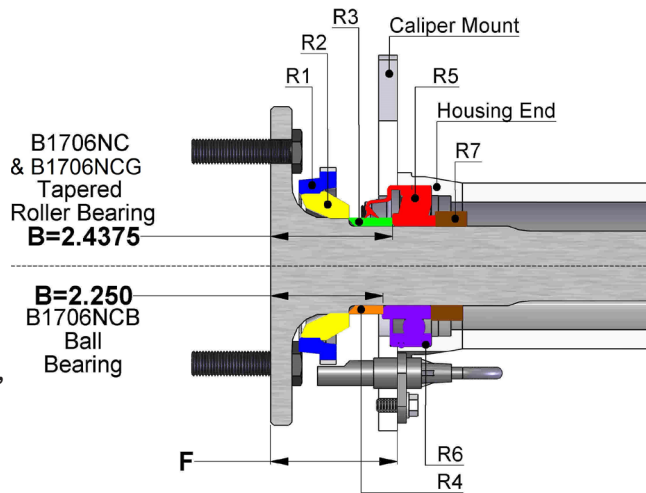 R3
Caliper Mount
R2
R1
R5
Housing End
R7
B1706NC
& B1706NCG
Tapered
Roller Bearing
B=2.4375
B=2.250
B1706NCB
Ball
Bearing
,
F
R6
R4